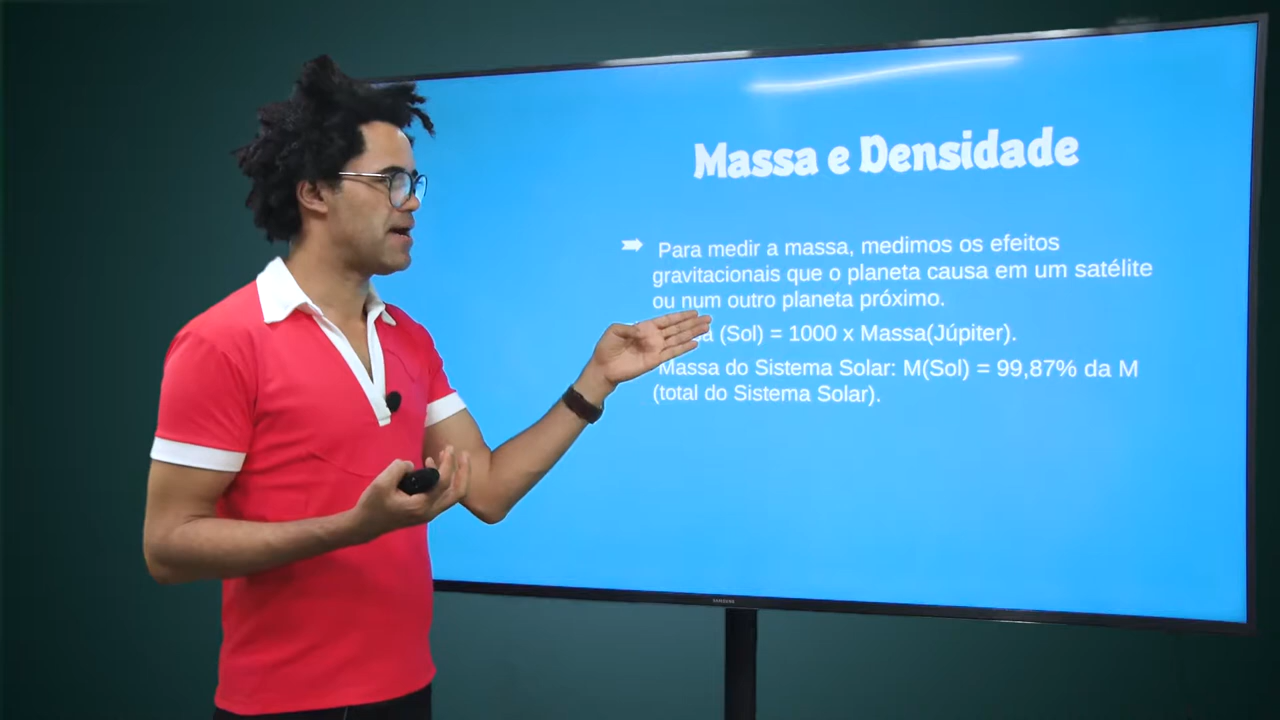 Massa e Densidade
Para medir a massa, medimos os efeitos
gravitacionais que o planeta causa em um satélite
ou num outro planeta próximo.
(Sol) = 1000 x Massa(Júpiter).
Massa do Sistema Solar: M(Sol) = 99,87% da M
(total do Sistema Solar).
SAMSUNG